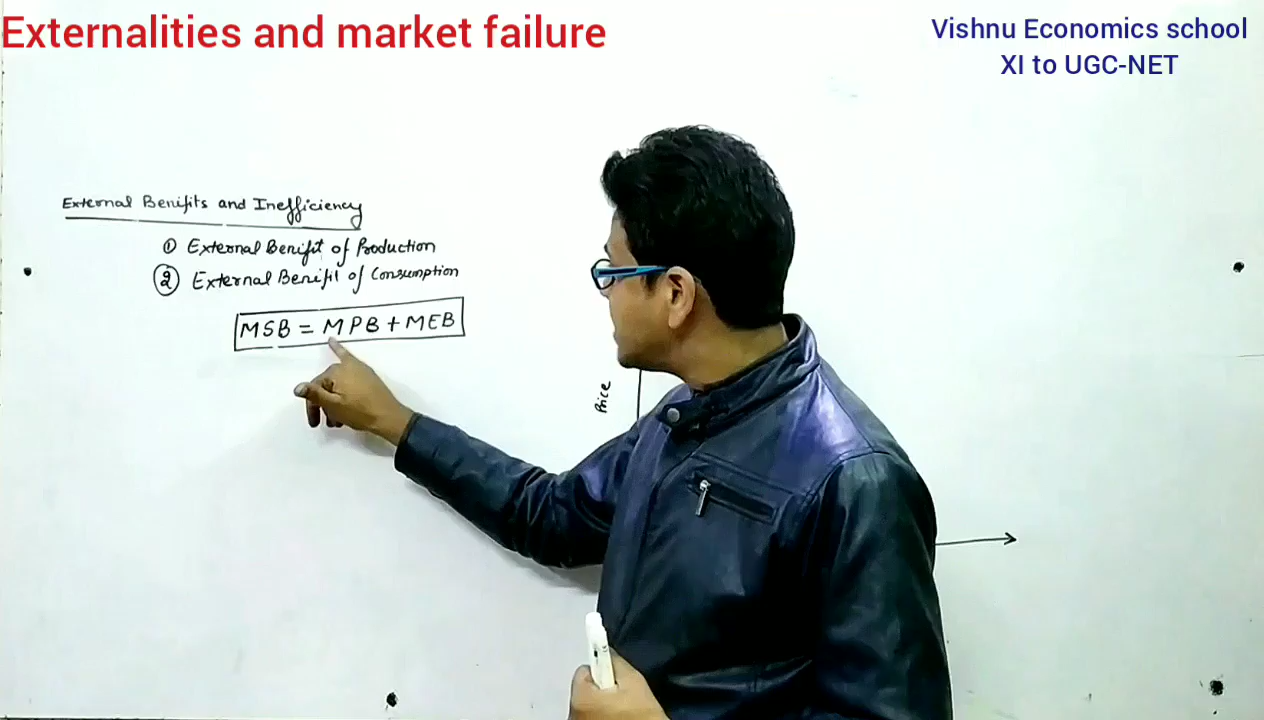 Externalities and market failure
Vishnu Economics school
XI to UGC-NET
External Benifits and Inefficiency
① External Benifit of Production
② External Benifit of Consumption
MSB = MPB + MEB
Price